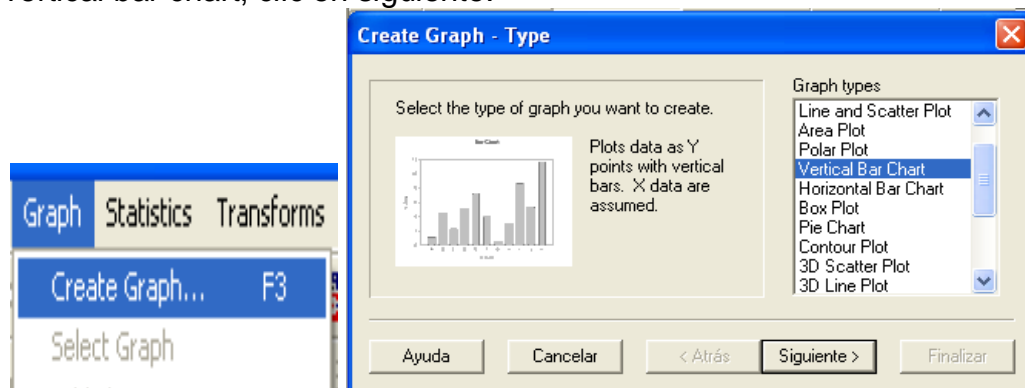 vertical bar chart, clic en siguiente.
Create Graph - Type
Select the type of graph you want to create.
Bar Chart
Plots data as Y
points with vertical
bars. X data are
assumed.
Graph types
Line and Scatter Plot
Area Plot
Polar Plot
Vertical Bar Chart
Horizontal Bar Chart
Box Plot
Pie Chart
Contour Plot
3D Scatter Plot
3D Line Plot
Ayuda
Cancelar
< Atrás
Siguiente >
Finalizar
Graph Statistics Transforms
Create Graph... F3
Select Graph